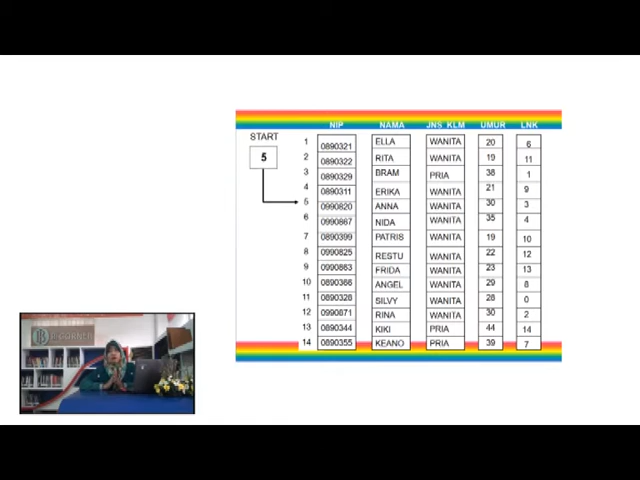 NIP NAMA JNS KLM UMUR LNK
START
5
1 0890321 ELLA WANITA 20 6
2 0890322 RITA WANITA 19 11
3 0890329 BRAM PRIA 38 1
4 0890311 ERIKA WANITA 21 9
5 0990820 ANNA WANITA 30 3
6 0990867 NIDA WANITA 35 4
7 0890399 PATRIS WANITA 19 10
8 0990825 RESTU WANITA 22 12
9 0990863 FRIDA WANITA 23 13
10 0890366 ANGEL WANITA 29 8
11 0890328 SILVY WANITA 28 0
12 0990871 RINA WANITA 30 2
13 0890344 KIKI PRIA 44 14
14 0890355 KEANO PRIA 39 7
BI CORNER